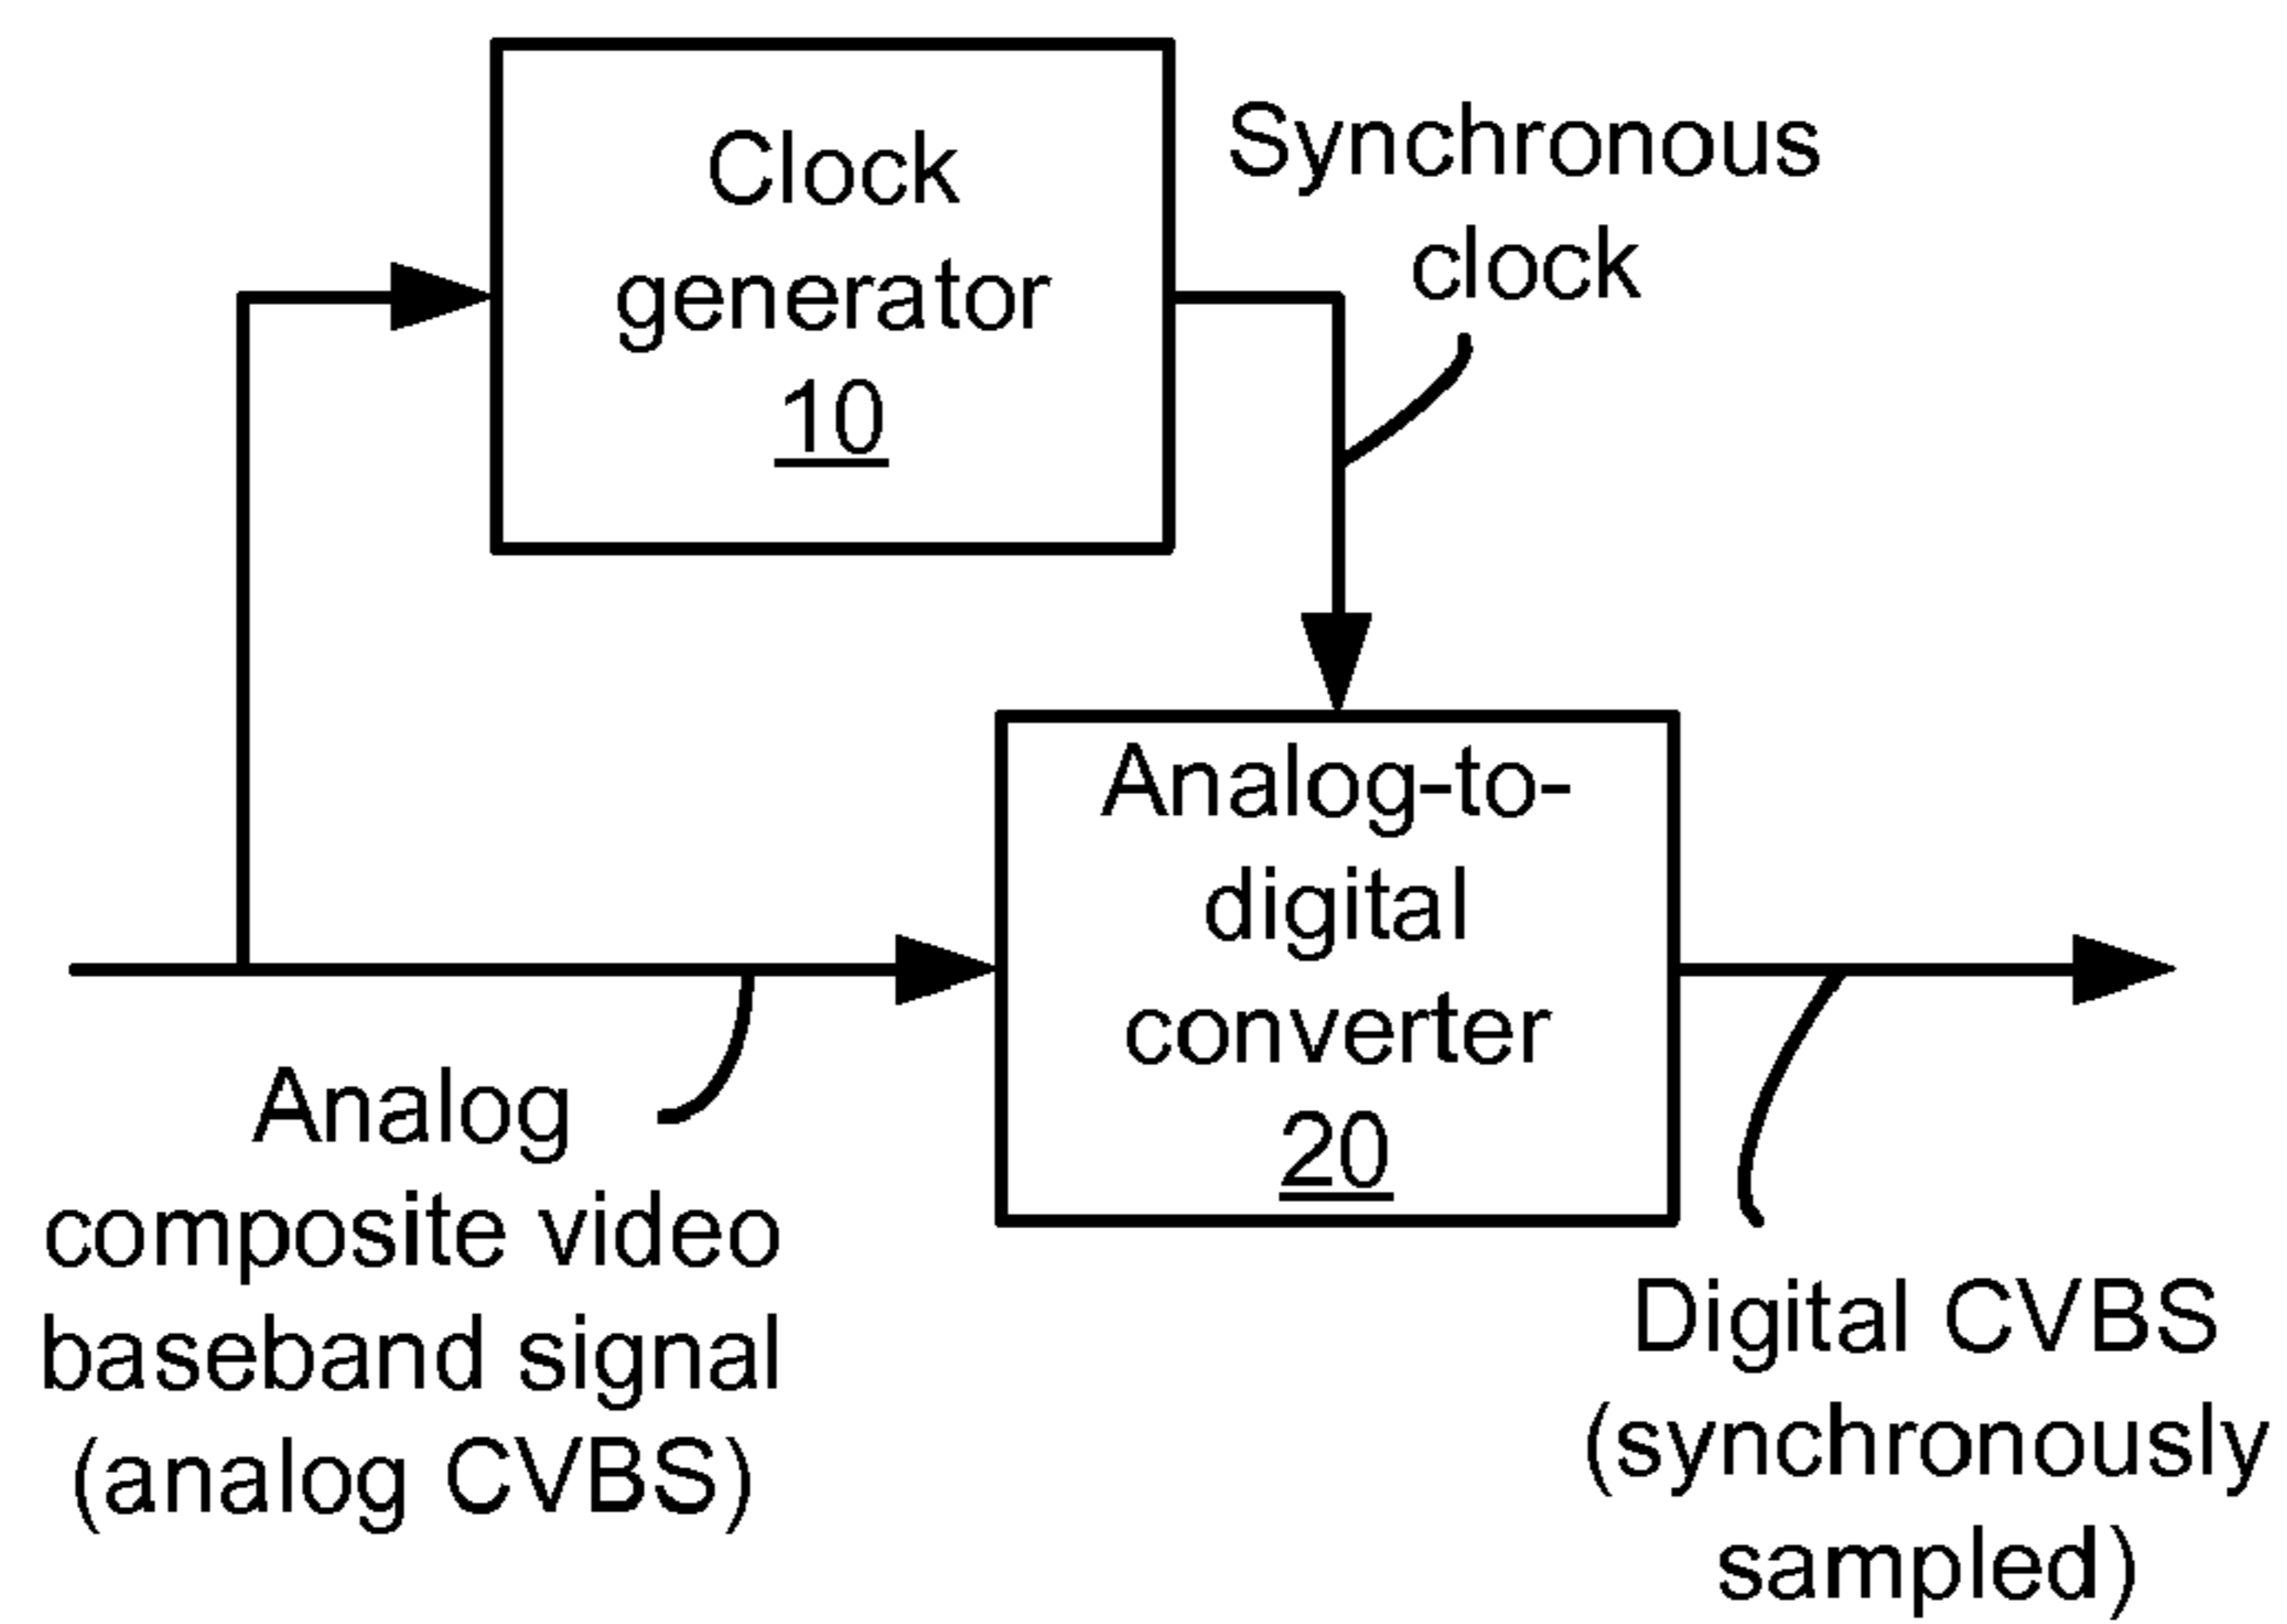 Clock
generator
10
Synchronous
clock
Analog-to-
digital
converter
20
Analog
composite video
baseband signal
(analog CVBS)
Digital CVBS
(synchronously
sampled)